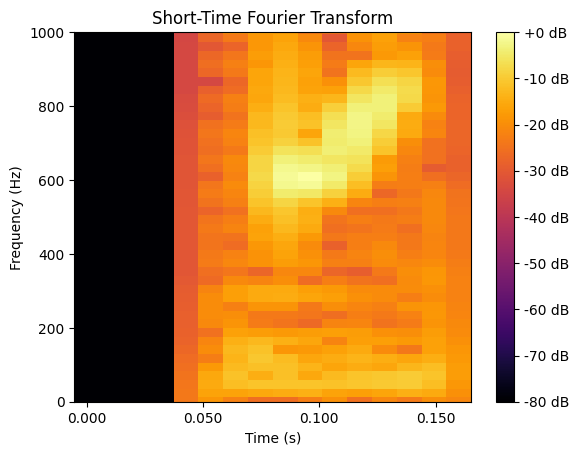 Short-Time Fourier Transform
1000
800
600
400
200
0
Frequency (Hz)
0.000
0.050
0.100
0.150
Time (s)
+0 dB
-10 dB
-20 dB
-30 dB
-40 dB
-50 dB
-60 dB
-70 dB
-80 dB